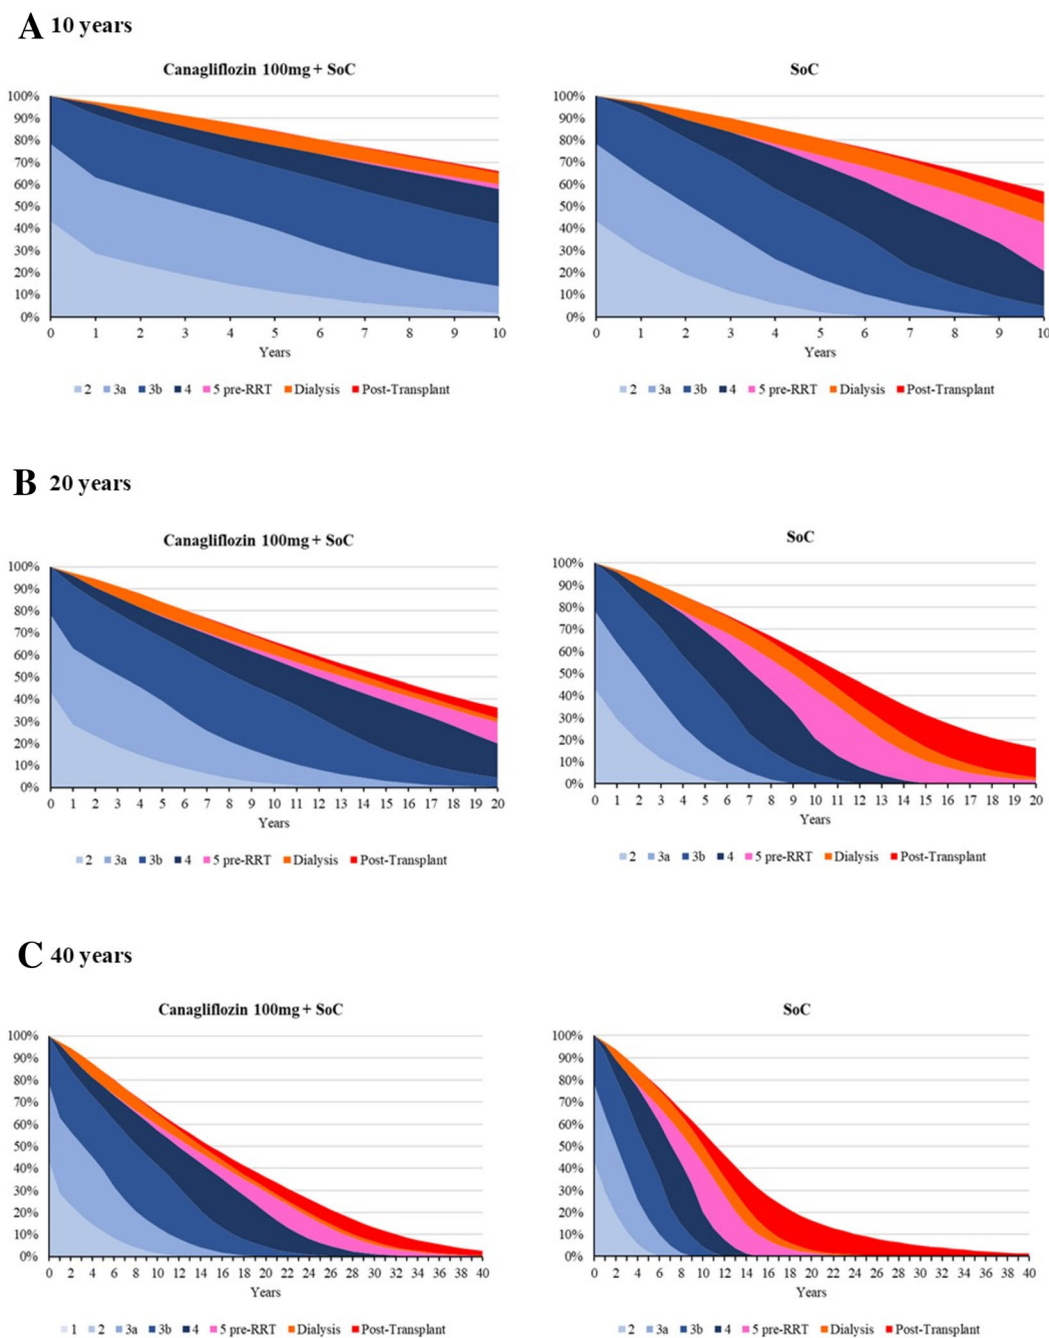 A 10 years
Canagliflozin 100mg + SoC
100%
90%
80%
70%
60%
50%
40%
30%
20%
10%
0%
0 1 2 3 4 5 6 7 8 9 10
Years
2 3a 3b 4 5 pre-RRT Dialysis Post-Transplant
SoC
100%
90%
80%
70%
60%
50%
40%
30%
20%
10%
0%
0 1 2 3 4 5 6 7 8 9 10
Years
2 3a 3b 4 5 pre-RRT Dialysis Post-Transplant
B 20 years
Canagliflozin 100mg + SoC
100%
90%
80%
70%
60%
50%
40%
30%
20%
10%
0%
0 1 2 3 4 5 6 7 8 9 10 11 12 13 14 15 16 17 18 19 20
Years
2 3a 3b 4 5 pre-RRT Dialysis Post-Transplant
SoC
100%
90%
80%
70%
60%
50%
40%
30%
20%
10%
0%
0 1 2 3 4 5 6 7 8 9 10 11 12 13 14 15 16 17 18 19 20
Years
2 3a 3b 4 5 pre-RRT Dialysis Post-Transplant
C 40 years
Canagliflozin 100mg + SoC
100%
90%
80%
70%
60%
50%
40%
30%
20%
10%
0%
0 2 4 6 8 10 12 14 16 18 20 22 24 26 28 30 32 34 36 38 40
Years
1 2 3a 3b 4 5 pre-RRT Dialysis Post-Transplant
SoC
100%
90%
80%
70%
60%
50%
40%
30%
20%
10%
0%
0 2 4 6 8 10 12 14 16 18 20 22 24 26 28 30 32 34 36 38 40
Years
2 3a 3b 4 5 pre-RRT Dialysis Post-Transplant